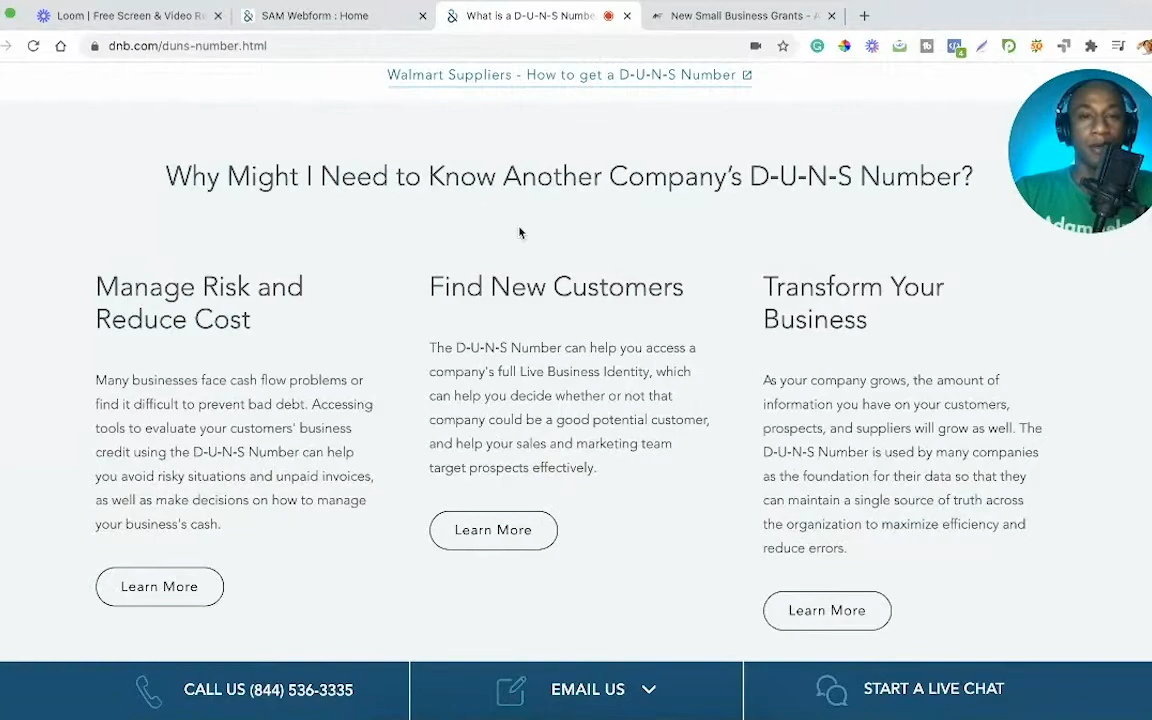 Loom | Free Screen & Video Re
SAM Webform : Home
What is a D-U-N-S Numbe
New Small Business Grants - A
dnb.com/duns-number.html
4
Walmart Suppliers - How to get a D-U-N-S Number
Why Might I Need to Know Another Company's D-U-N-S Number?
Manage Risk and
Reduce Cost
Many businesses face cash flow problems or
find it difficult to prevent bad debt. Accessing
tools to evaluate your customers' business
credit using the D-U-N-S Number can help
you avoid risky situations and unpaid invoices,
as well as make decisions on how to manage
your business's cash.
Learn More
Find New Customers
The D-U-N-S Number can help you access a
company's full Live Business Identity, which
can help you decide whether or not that
company could be a good potential customer,
and help your sales and marketing team
target prospects effectively.
Learn More
Transform Your
Business
As your company grows, the amount of
information you have on your customers,
prospects, and suppliers will grow as well. The
D-U-N-S Number is used by many companies
as the foundation for their data so that they
can maintain a single source of truth across
the organization to maximize efficiency and
reduce errors.
Learn More
CALL US (844) 536-3335
EMAIL US
START A LIVE CHAT